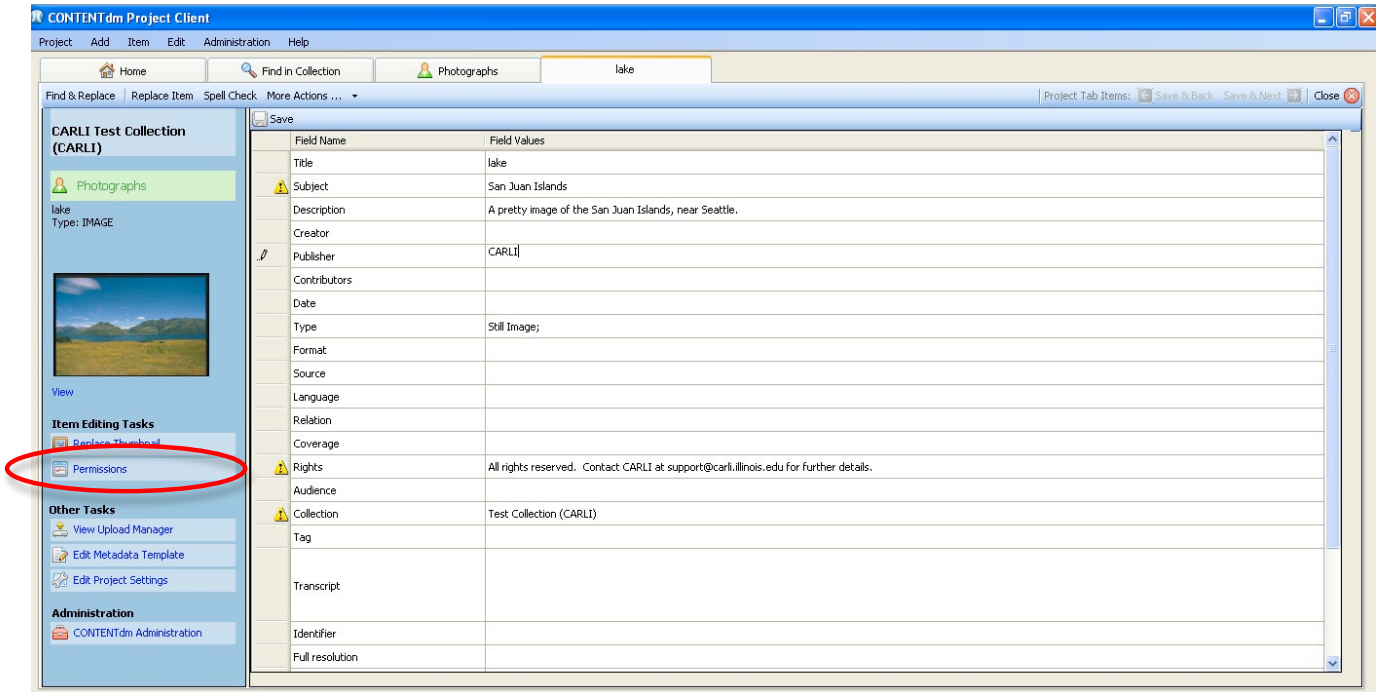 CONTENTdm Project Client
Project Add Item Edit Administration Help
Home Find in Collection Photographs lake
Find & Replace Replace Item Spell Check More Actions ... Project Tab Items: Save & Back Save & Next Close
CARLI Test Collection
(CARLI)
Photographs
lake
Type: IMAGE
View
Item Editing Tasks
Replace Thumbnail
Permissions
Other Tasks
View Upload Manager
Edit Metadata Template
Edit Project Settings
Administration
CONTENTdm Administration
Save
Field Name Field Values
Title lake
Subject San Juan Islands
Description A pretty image of the San Juan Islands, near Seattle.
Creator
Publisher CARLI
Contributors
Date
Type Still Image;
Format
Source
Language
Relation
Coverage
Rights All rights reserved. Contact CARLI at support@carli.illinois.edu for further details.
Audience
Collection Test Collection (CARLI)
Tag
Transcript
Identifier
Full resolution